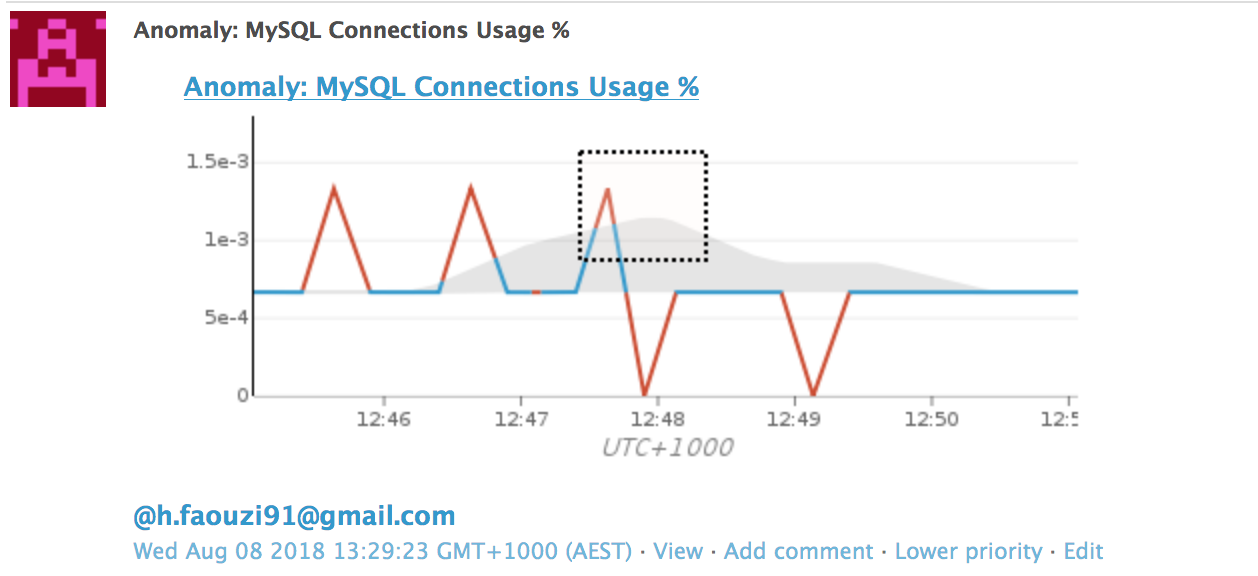 Anomaly: MySQL Connections Usage %
Anomaly: MySQL Connections Usage %
1.5e-3
1e-3
5e-4
0
12:46 12:47 12:48 12:49 12:50 12:5
UTC+1000
@h.faouzi91@gmail.com
Wed Aug 08 2018 13:29:23 GMT+1000 (AEST) · View · Add comment · Lower priority · Edit